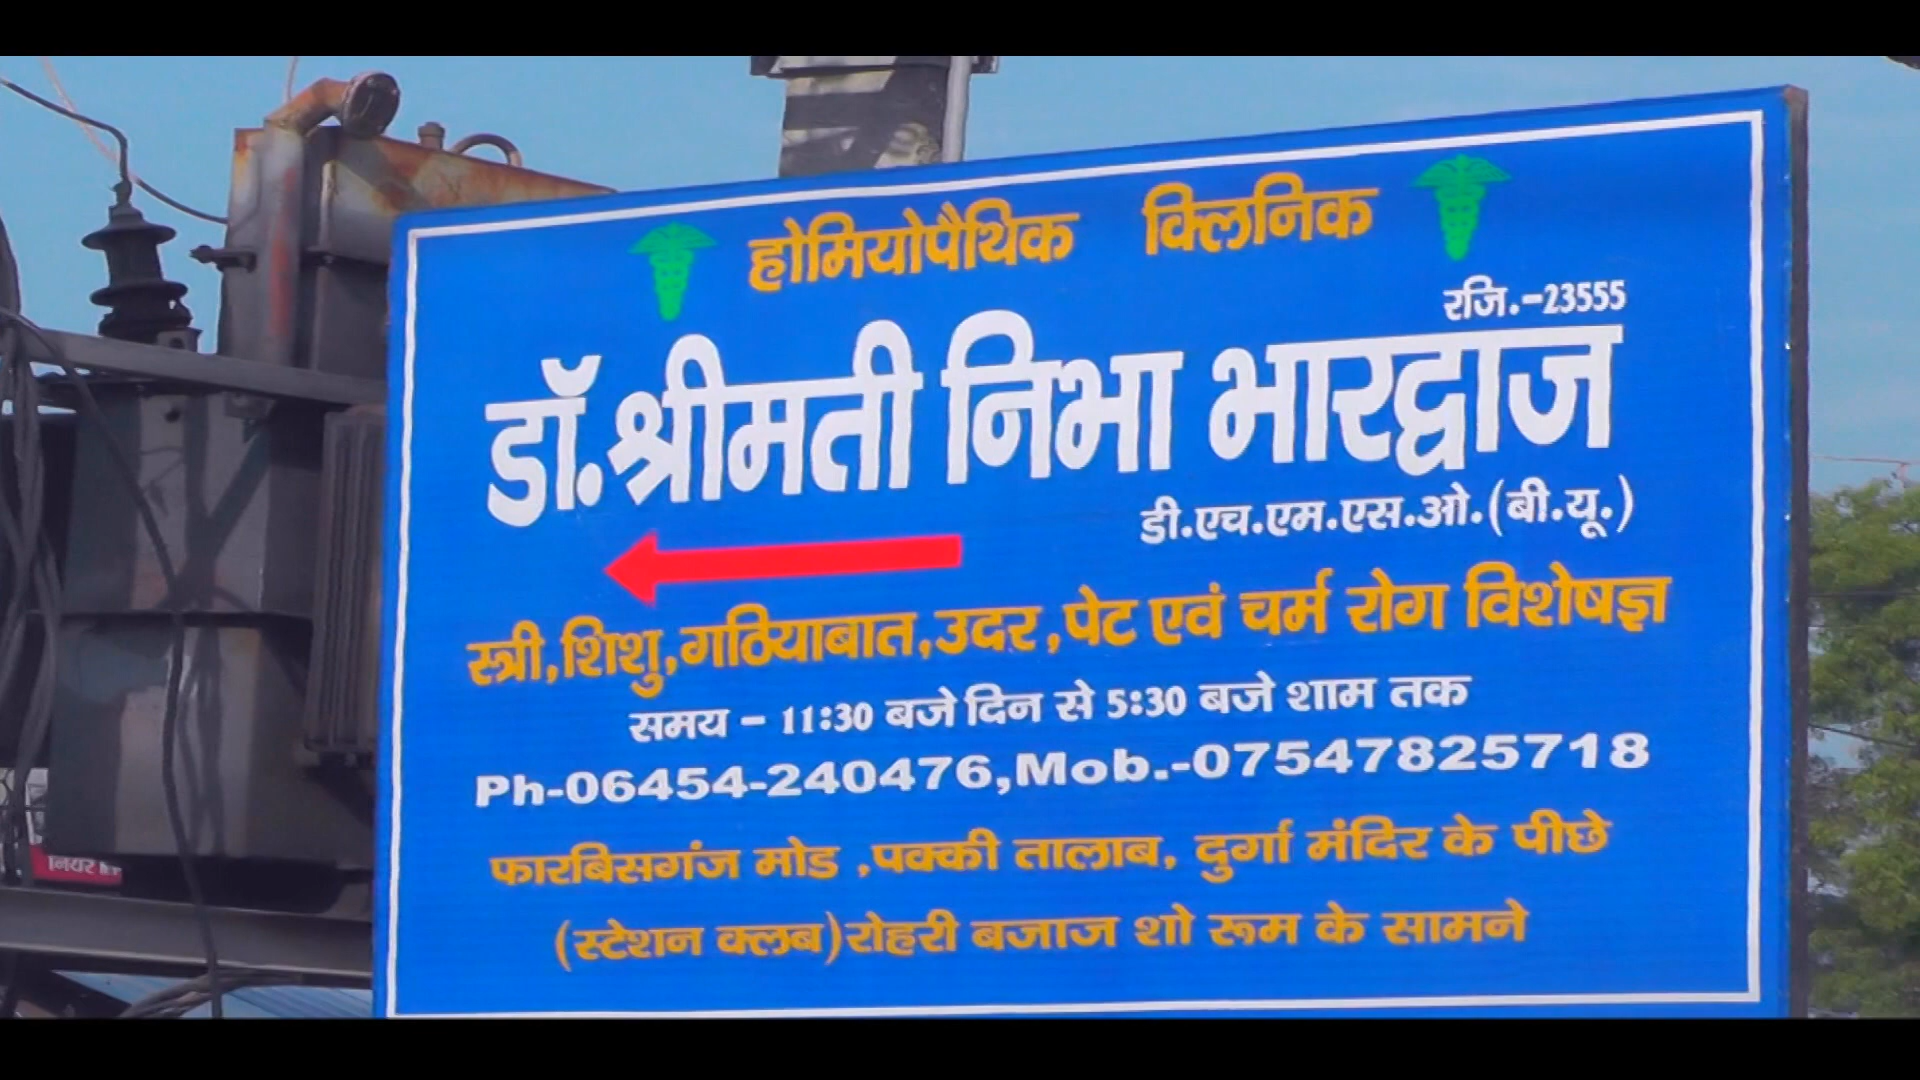 होमियोपैथिक क्लिनिक
रजि.-23555
डॉ.श्रीमती निभा भारद्वाज
डी.एच.एम.एस.ओ.(बी.यू.)
स्त्री,शिशु,गठियाबात,उदर,पेट एवं चर्म रोग विशेषज्ञ
समय - 11:30 बजे दिन से 5:30 बजे शाम तक
Ph-06454-240476,Mob.-07547825718
फारबिसगंज मोड ,पक्की तालाब, दुर्गा मंदिर के पीछे
(स्टेशन क्लब)रोहरी बजाज शो रूम के सामने
नियर